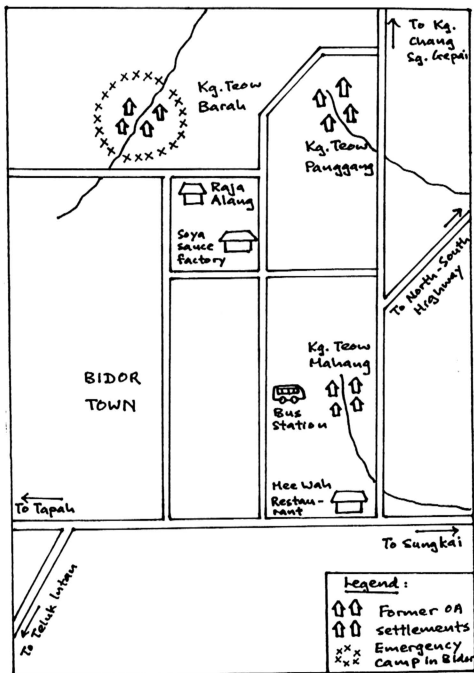 To Kg.
Chang
Sg. Gepai
Kg. Teow
Barah
Kg. Teow
Panggang
Raja
Alang
Soya
Sauce
factory
To North-South
Highway
Kg. Teow
Mahang
BIDOR
TOWN
Bus
Station
Hee Wah
Restau-
rant
To Tapah
To Sungkai
To Teluk Intan
Legend :
Former OA
settlements
Emergency
Camp in Bidor